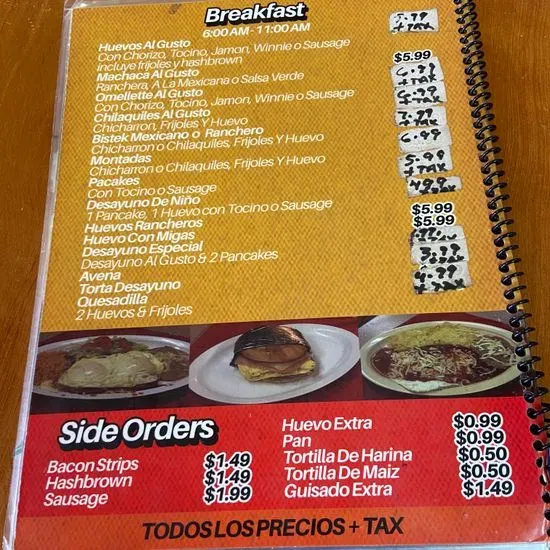 Breakfast
6:00 AM - 11:00 AM
Huevos Al Gusto
Con Chorizo, Tocino, Jamon, Winnie o Sausage
incluye frijoles y hashbrown
Machaca Al Gusto $5.99
Ranchera, A La Mexicana o Salsa Verde
Omellette Al Gusto + TAX
Con Chorizo, Tocino, Jamon, Winnie o Sausage
Chilaquiles Al Gusto
Chicharron, Frijoles Y Huevo
Bistek Mexicano o Ranchero
Chicharron o Chilaquiles, Frijoles Y Huevo 6.99
Montadas
Chicharron o Chilaquiles, Frijoles Y Huevo 5.99
Pacakes + TAX
Con Tocino o Sausage
Desayuno De Niño
1 Pancake, 1 Huevo con Tocino o Sausage
Huevos Rancheros $5.99
Huevo Con Migas $5.99
Desayuno Especial
Desayuno Al Gusto & 2 Pancakes
Avena
Torta Desayuno
Quesadilla
2 Huevos & Frijoles
Side Orders
Bacon Strips $1.49
Hashbrown $1.49
Sausage $1.99
Huevo Extra $0.99
Pan $0.99
Tortilla De Harina $0.50
Tortilla De Maiz $0.50
Guisado Extra $1.49
TODOS LOS PRECIOS + TAX